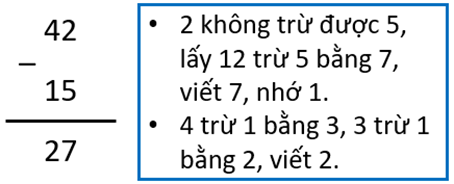 42
–
15
27
• 2 không trừ được 5,
lấy 12 trừ 5 bằng 7,
viết 7, nhớ 1.
• 4 trừ 1 bằng 3, 3 trừ 1
bằng 2, viết 2.